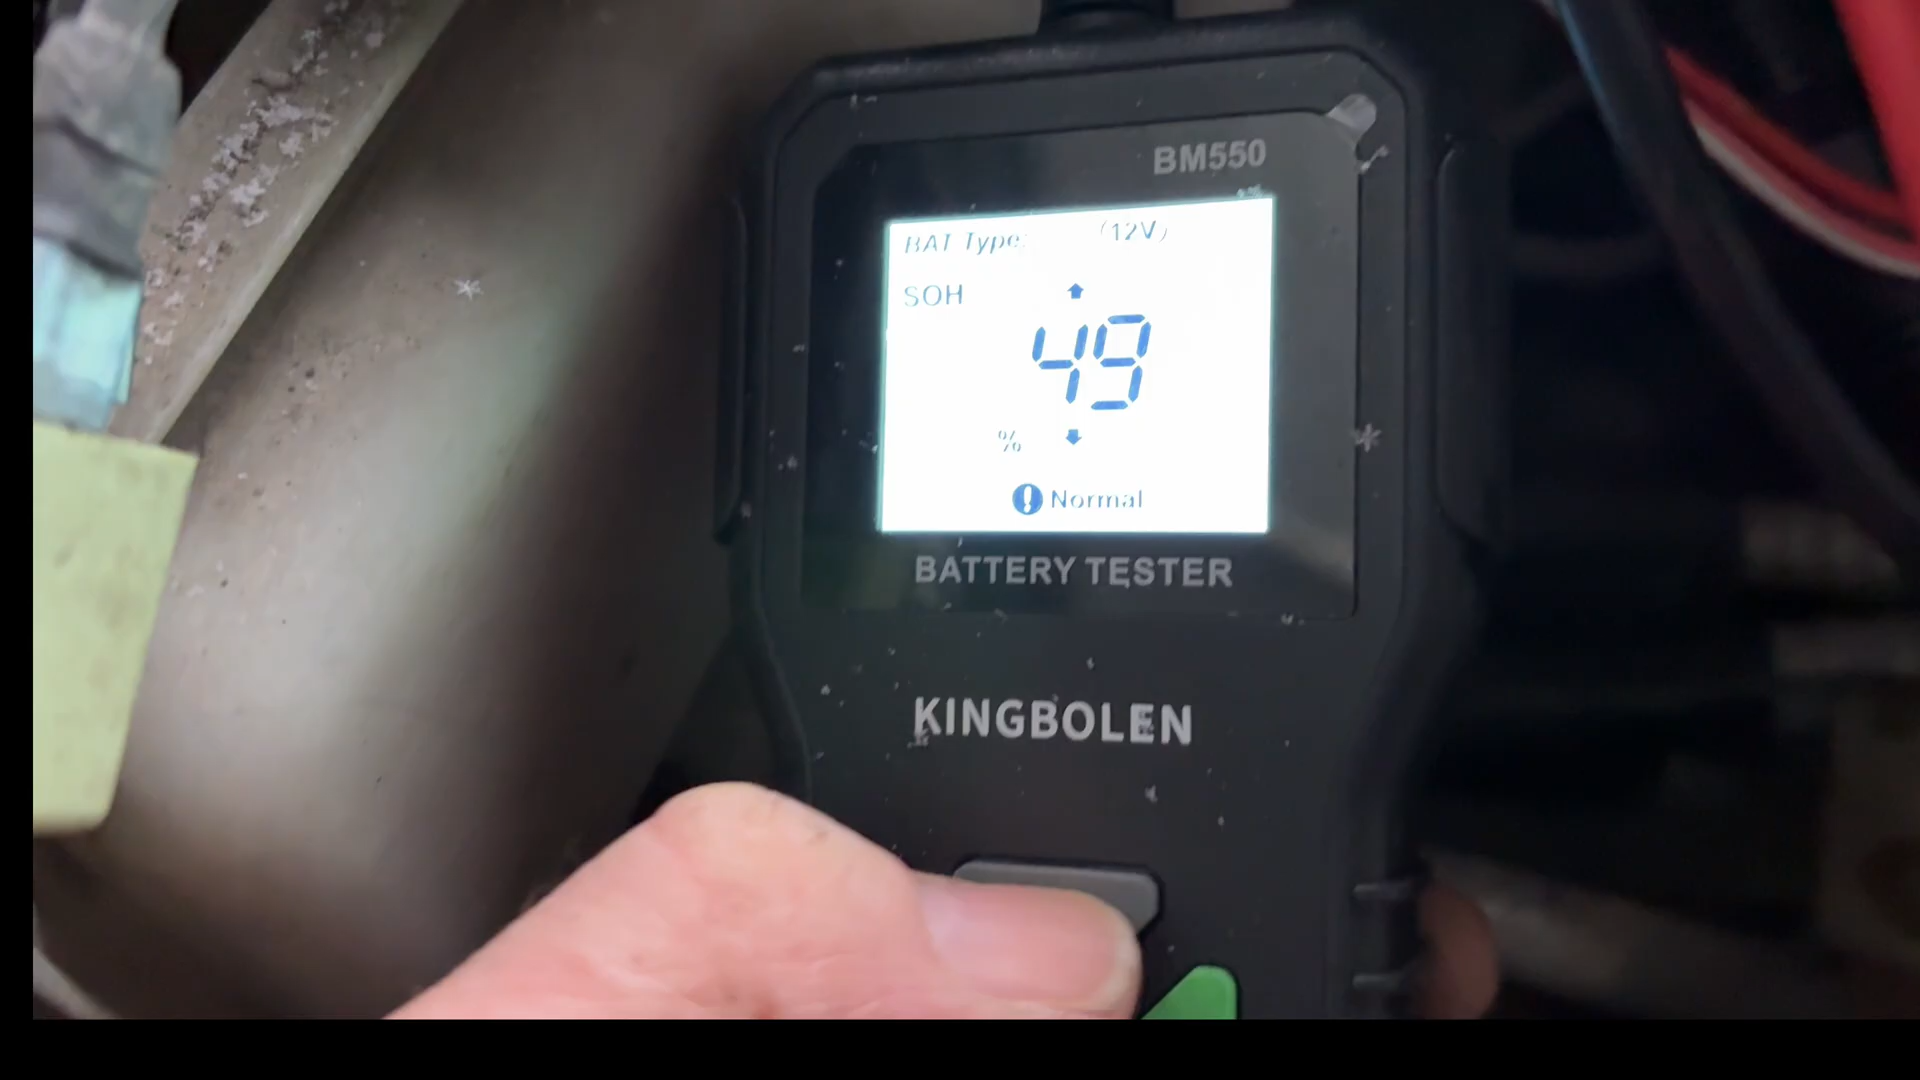 BM550
BAT Type: (12V)
SOH
49
%
Normal
BATTERY TESTER
KINGBOLEN